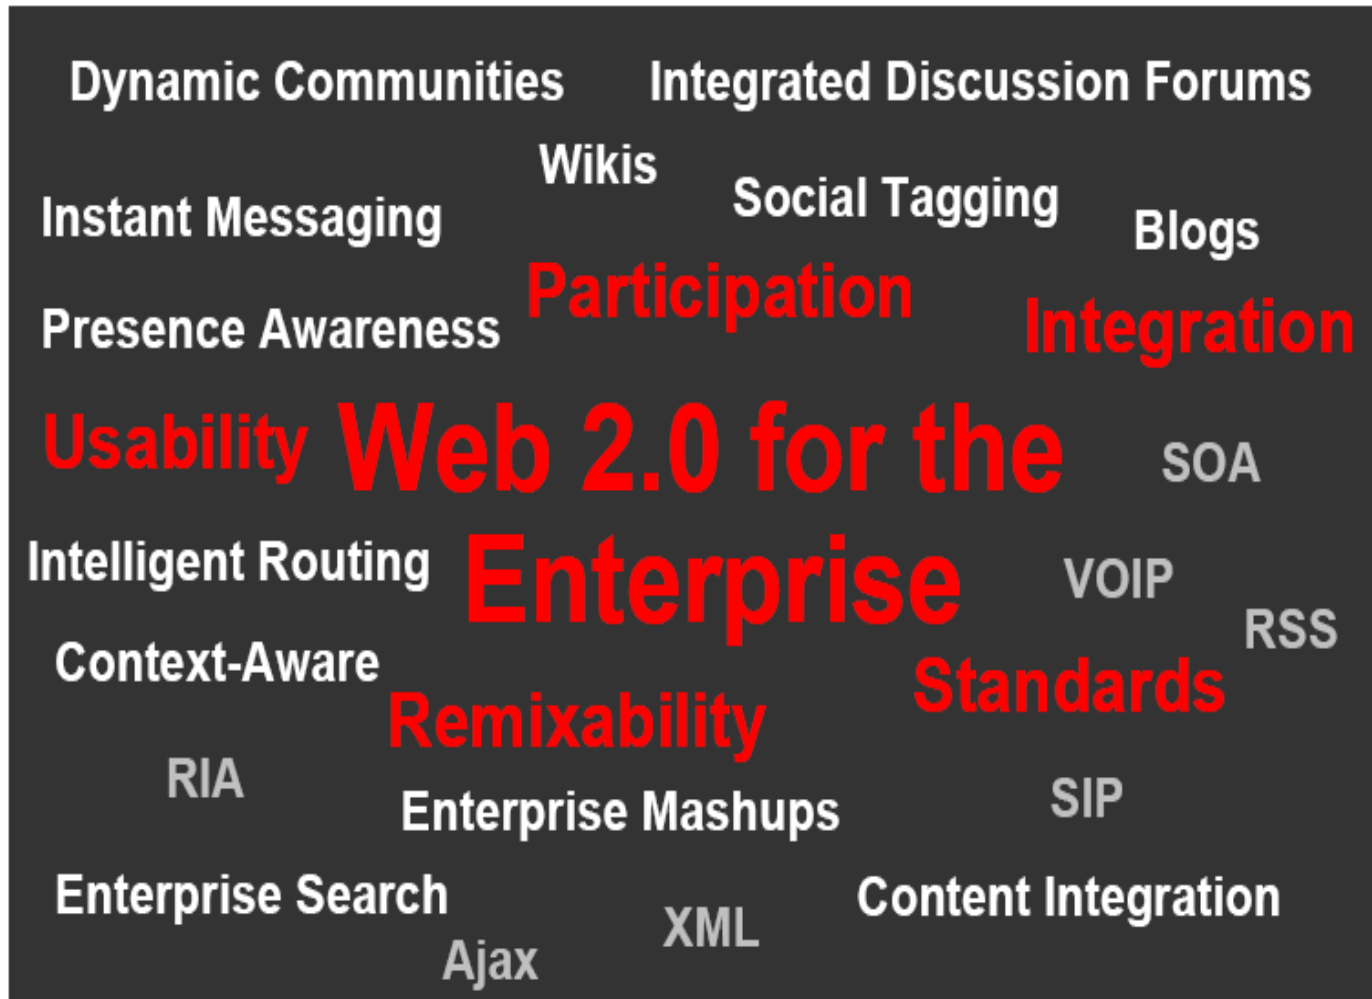 Dynamic Communities
Integrated Discussion Forums
Wikis
Social Tagging
Instant Messaging
Blogs
Participation
Integration
Presence Awareness
Usability
Web 2.0 for the
Enterprise
SOA
Intelligent Routing
VOIP
RSS
Context-Aware
Standards
Remixability
RIA
SIP
Enterprise Mashups
Enterprise Search
Content Integration
XML
Ajax